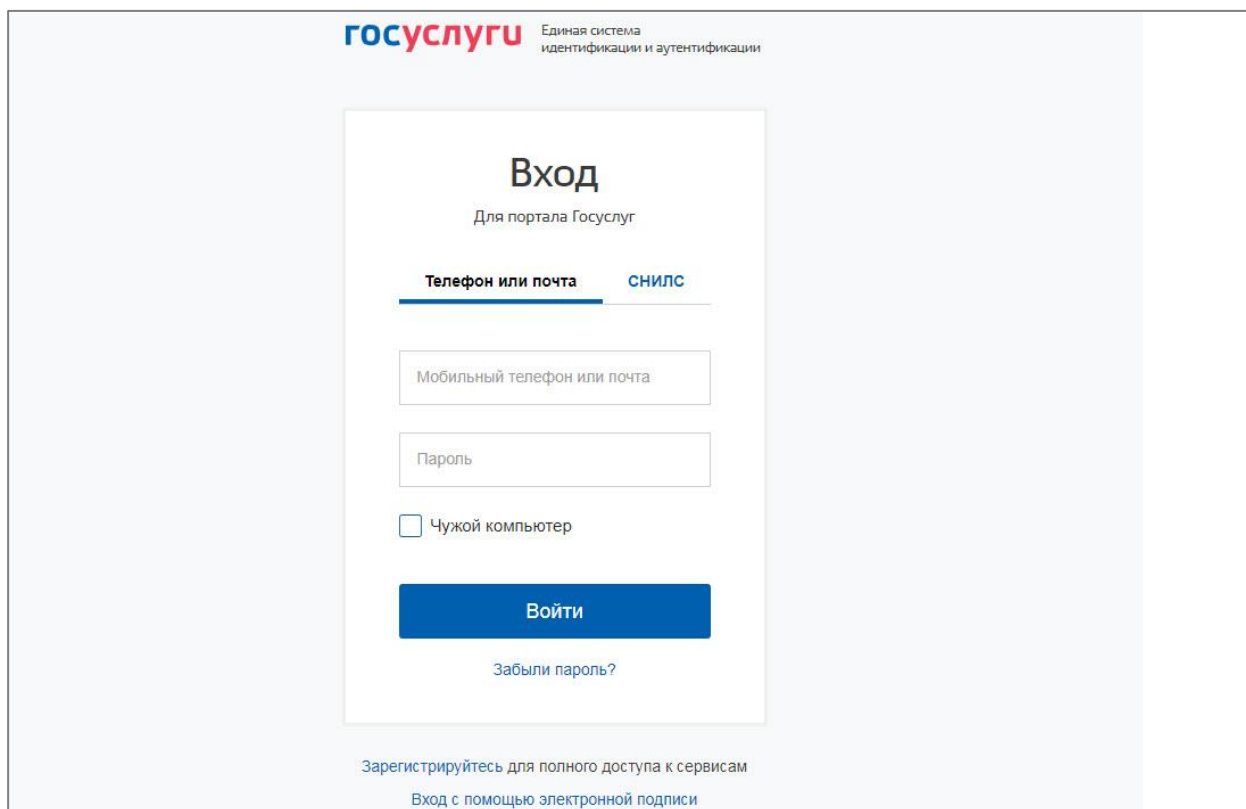 госуслуги
Единая система
идентификации и аутентификации
Вход
Для портала Госуслуг
Телефон или почта СНИЛС
Мобильный телефон или почта
Пароль
Чужой компьютер
Войти
Забыли пароль?
Зарегистрируйтесь для полного доступа к сервисам
Вход с помощью электронной подписи